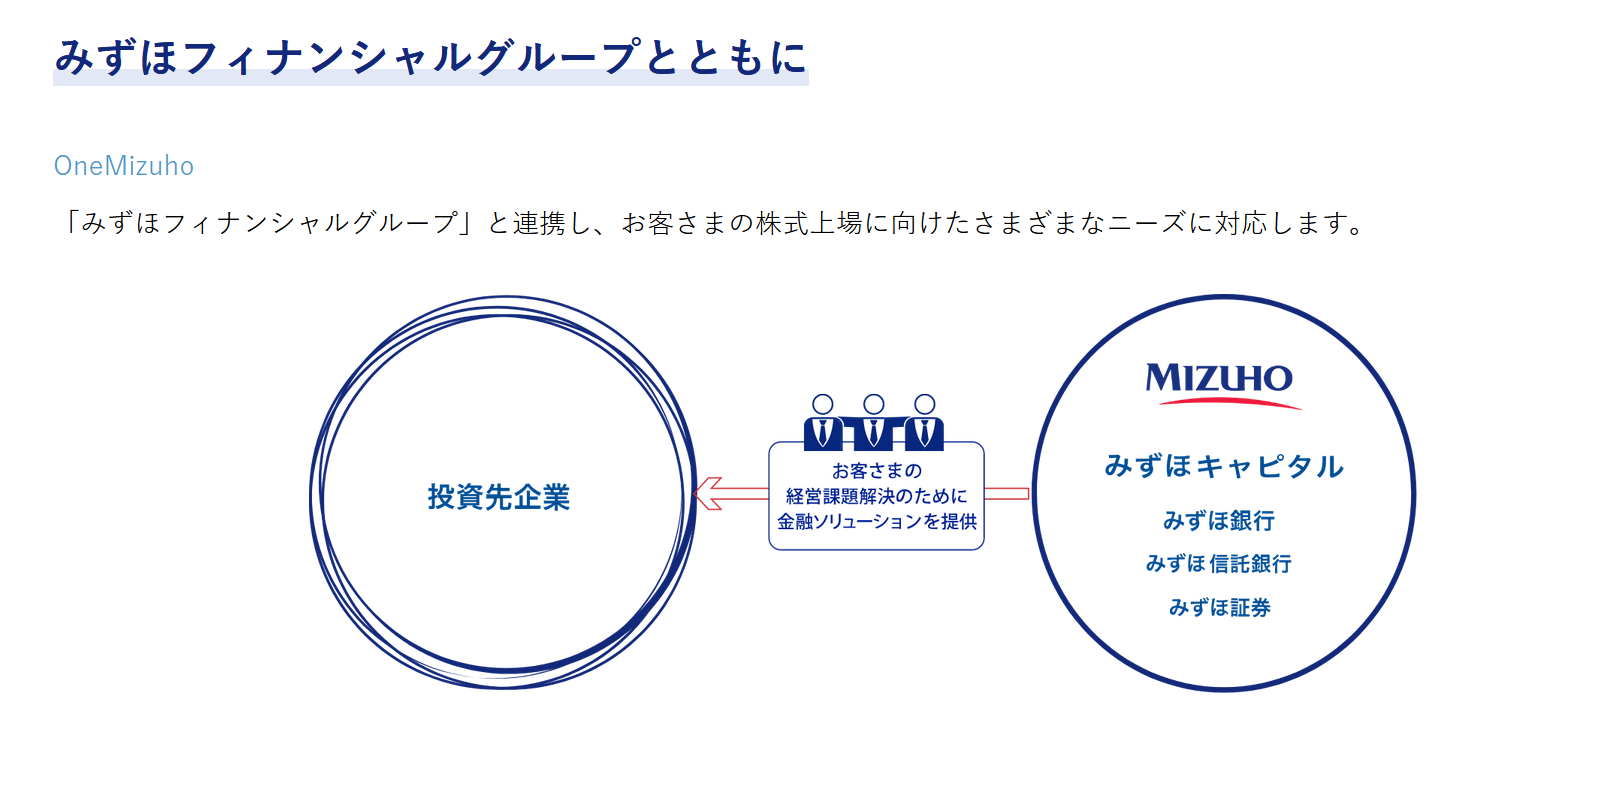 みずほフィナンシャルグループとともに
OneMizuho
「みずほフィナンシャルグループ」と連携し、お客さまの株式上場に向けたさまざまなニーズに対応します。
投資先企業
お客さまの
経営課題解決のために
金融ソリューションを提供
MIZUHO
みずほキャピタル
みずほ銀行
みずほ信託銀行
みずほ証券